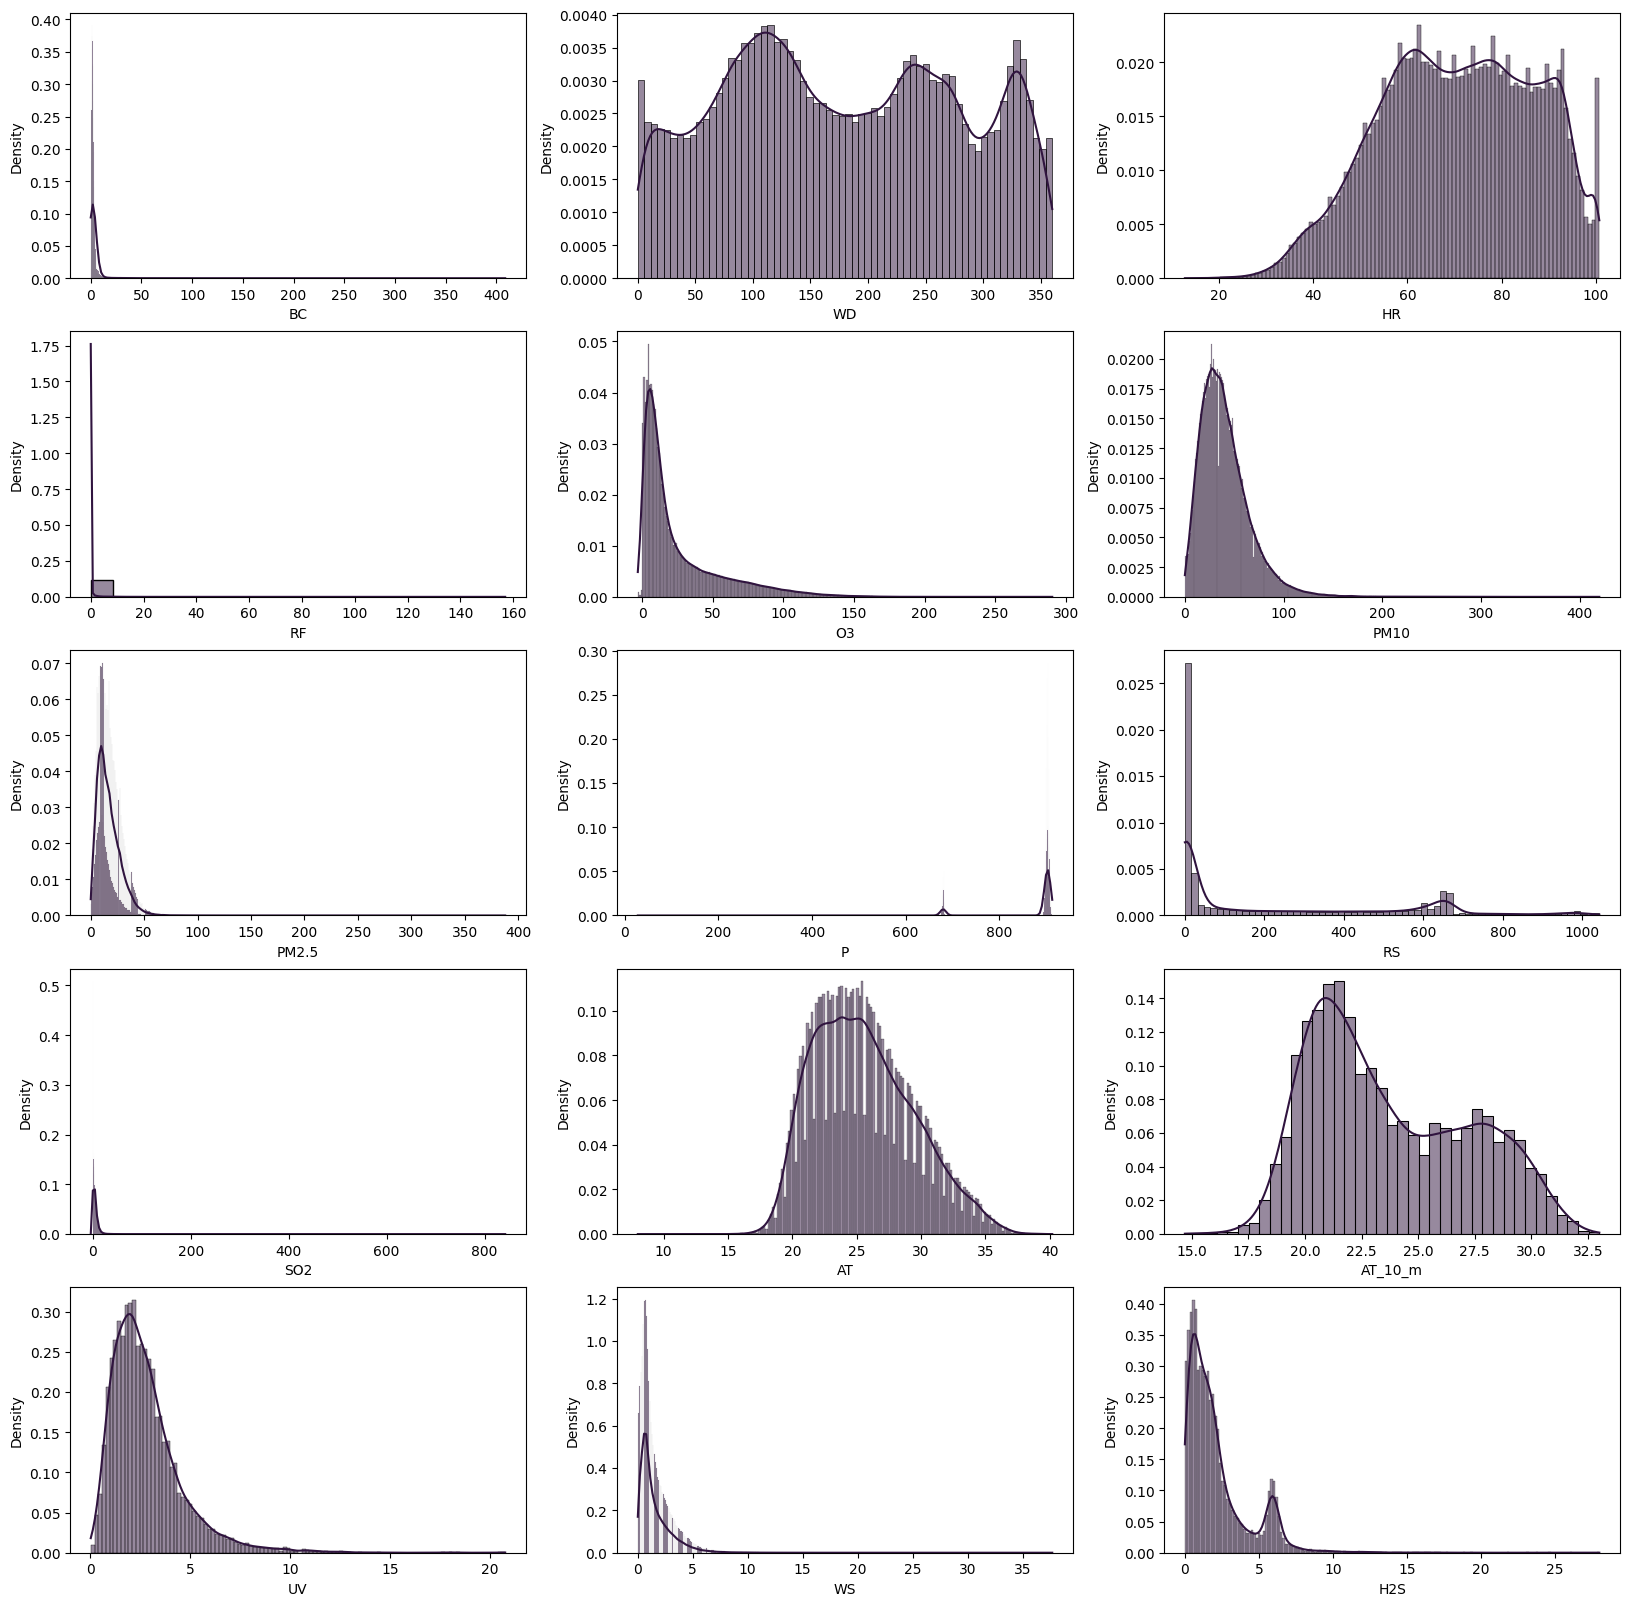 0.40
0.35
0.30
0.25
0.20
0.15
0.10
0.05
0.00
Density
0 50 100 150 200 250 300 350 400
BC
0.0040
0.0035
0.0030
0.0025
0.0020
0.0015
0.0010
0.0005
0.0000
Density
0 50 100 150 200 250 300 350
WD
0.020
0.015
0.010
0.005
0.000
Density
20 40 60 80 100
HR
1.75
1.50
1.25
1.00
0.75
0.50
0.25
0.00
Density
0 20 40 60 80 100 120 140 160
RF
0.05
0.04
0.03
0.02
0.01
0.00
Density
0 50 100 150 200 250 300
O3
0.0200
0.0175
0.0150
0.0125
0.0100
0.0075
0.0050
0.0025
0.0000
Density
0 100 200 300 400
PM10
0.07
0.06
0.05
0.04
0.03
0.02
0.01
0.00
Density
0 50 100 150 200 250 300 350 400
PM2.5
0.30
0.25
0.20
0.15
0.10
0.05
0.00
Density
0 200 400 600 800
P
0.025
0.020
0.015
0.010
0.005
0.000
Density
0 200 400 600 800 1000
RS
0.5
0.4
0.3
0.2
0.1
0.0
Density
0 200 400 600 800
SO2
0.10
0.08
0.06
0.04
0.02
0.00
Density
10 15 20 25 30 35 40
AT
0.14
0.12
0.10
0.08
0.06
0.04
0.02
0.00
Density
15.0 17.5 20.0 22.5 25.0 27.5 30.0 32.5
AT_10_m
0.30
0.25
0.20
0.15
0.10
0.05
0.00
Density
0 5 10 15 20
UV
1.2
1.0
0.8
0.6
0.4
0.2
0.0
Density
0 5 10 15 20 25 30 35
WS
0.40
0.35
0.30
0.25
0.20
0.15
0.10
0.05
0.00
Density
0 5 10 15 20 25
H2S